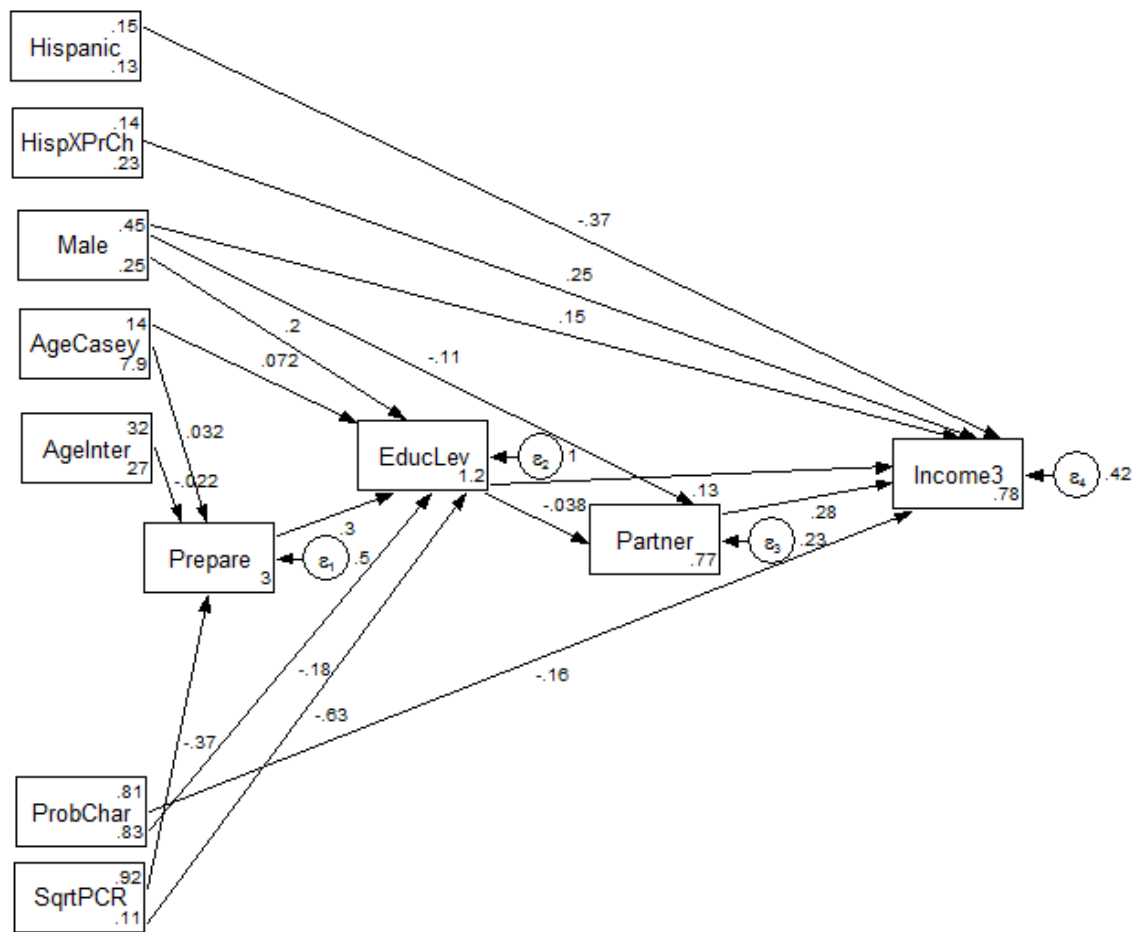 .15
Hispanic
.13
.14
HispXPrCh
.23
-.37
.45
Male
.25
.25
.15
14
AgeCasey
7.9
.2
.072
-.11
32
AgeInter
27
.032
-.022
EducLev
1.2
ε2
1
Income3
.78
ε4
.42
.13
-.038
.28
Prepare
3
.3
ε1
.5
Partner
.77
ε3
.23
-.18
-.16
-.63
-.37
.81
ProbChar
.83
.92
SqrtPCR
.11